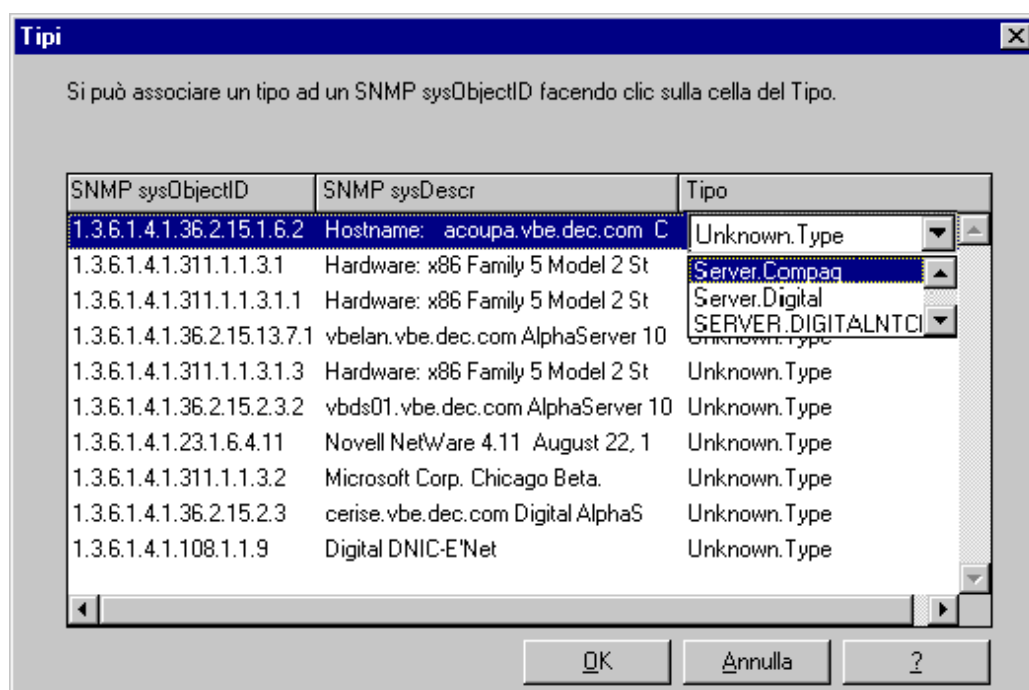 Tipi
Si può associare un tipo ad un SNMP sysObjectID facendo clic sulla cella del Tipo.
SNMP sysObjectID SNMP sysDescr Tipo
1.3.6.1.4.1.36.2.15.1.6.2 Hostname: acoupa.vbe.dec.com C Unknown.Type
1.3.6.1.4.1.311.1.1.3.1 Hardware: x86 Family 5 Model 2 St Server.Compaq
1.3.6.1.4.1.311.1.1.3.1.1 Hardware: x86 Family 5 Model 2 St Server.Digital
SERVER.DIGITALNTCl
1.3.6.1.4.1.36.2.15.13.7.1 vbelan.vbe.dec.com AlphaServer 10 Unknown.Type
1.3.6.1.4.1.311.1.1.3.1.3 Hardware: x86 Family 5 Model 2 St Unknown.Type
1.3.6.1.4.1.36.2.15.2.3.2 vbds01.vbe.dec.com AlphaServer 10 Unknown.Type
1.3.6.1.4.1.23.1.6.4.11 Novell NetWare 4.11 August 22, 1 Unknown.Type
1.3.6.1.4.1.311.1.1.3.2 Microsoft Corp. Chicago Beta. Unknown.Type
1.3.6.1.4.1.36.2.15.2.3 cerise.vbe.dec.com Digital AlphaS Unknown.Type
1.3.6.1.4.1.108.1.1.9 Digital DNIC-E'Net Unknown.Type
OK Annulla ?